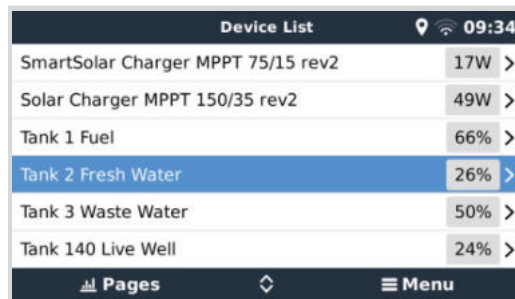 Device List 09:34
SmartSolar Charger MPPT 75/15 rev2 17W
Solar Charger MPPT 150/35 rev2 49W
Tank 1 Fuel 66%
Tank 2 Fresh Water 26%
Tank 3 Waste Water 50%
Tank 140 Live Well 24%
Pages Menu